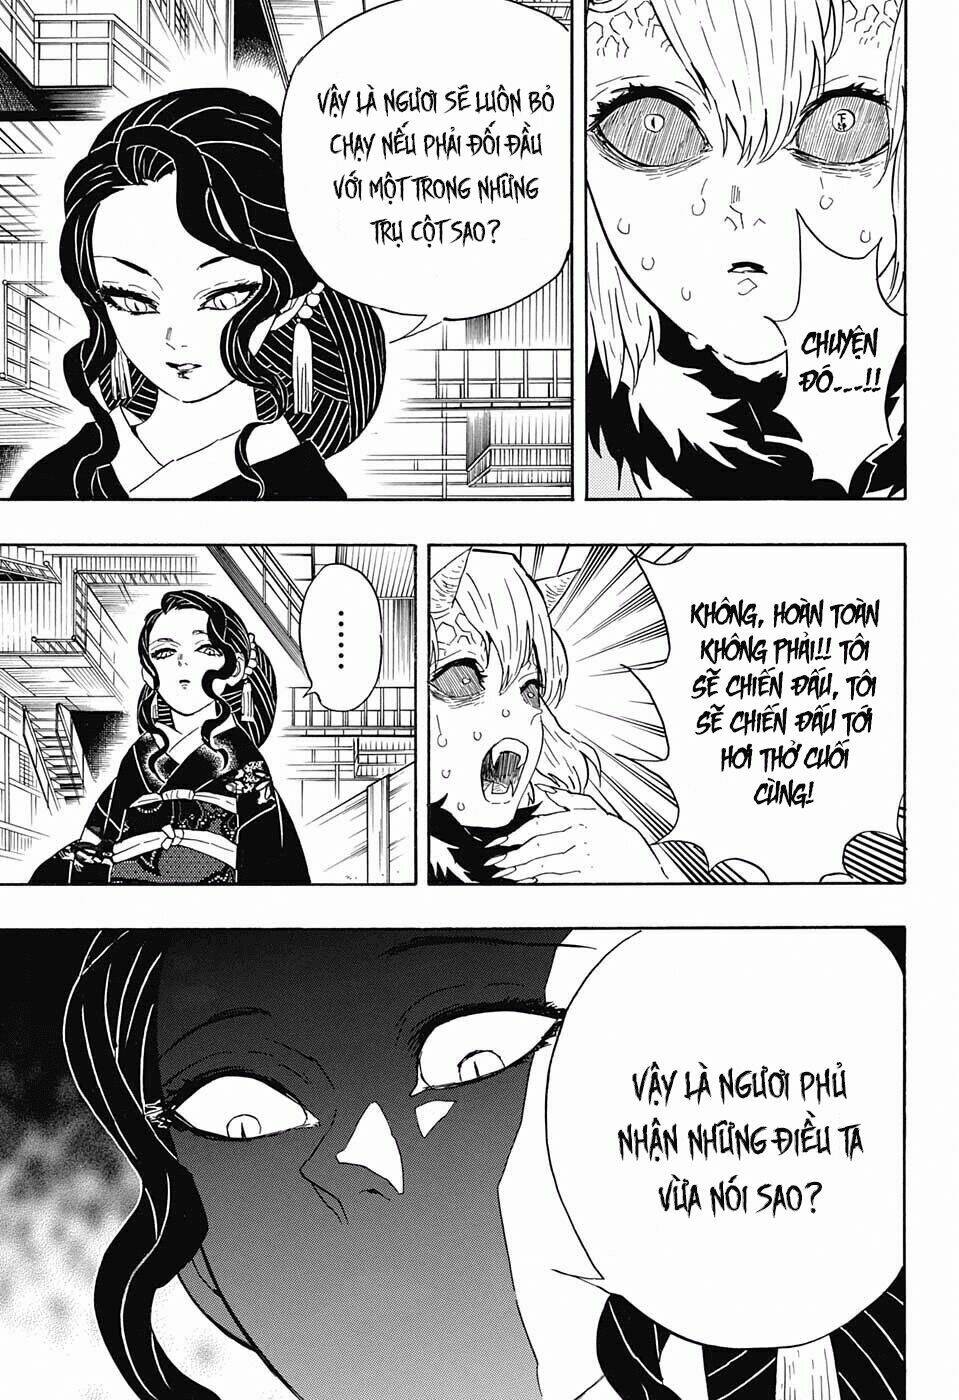 CHUYỆN
ĐÓ---!!
VẬY LÀ NGƯƠI SẼ LUÔN BỎ
CHẠY NẾU PHẢI ĐỐI ĐẦU
VỚI MỘT TRONG NHỮNG
TRỤ CỘT SAO?
KHÔNG, HOÀN TOÀN
KHÔNG PHẢI!! TÔI
SẼ CHIẾN ĐẤU, TÔI
SẼ CHIẾN ĐẤU TỚI
HƠI THỞ CUỐI
CÙNG!
.....
VẬY LÀ NGƯƠI PHỦ
NHẬN NHỮNG ĐIỀU TA
VỪA NÓI SAO?